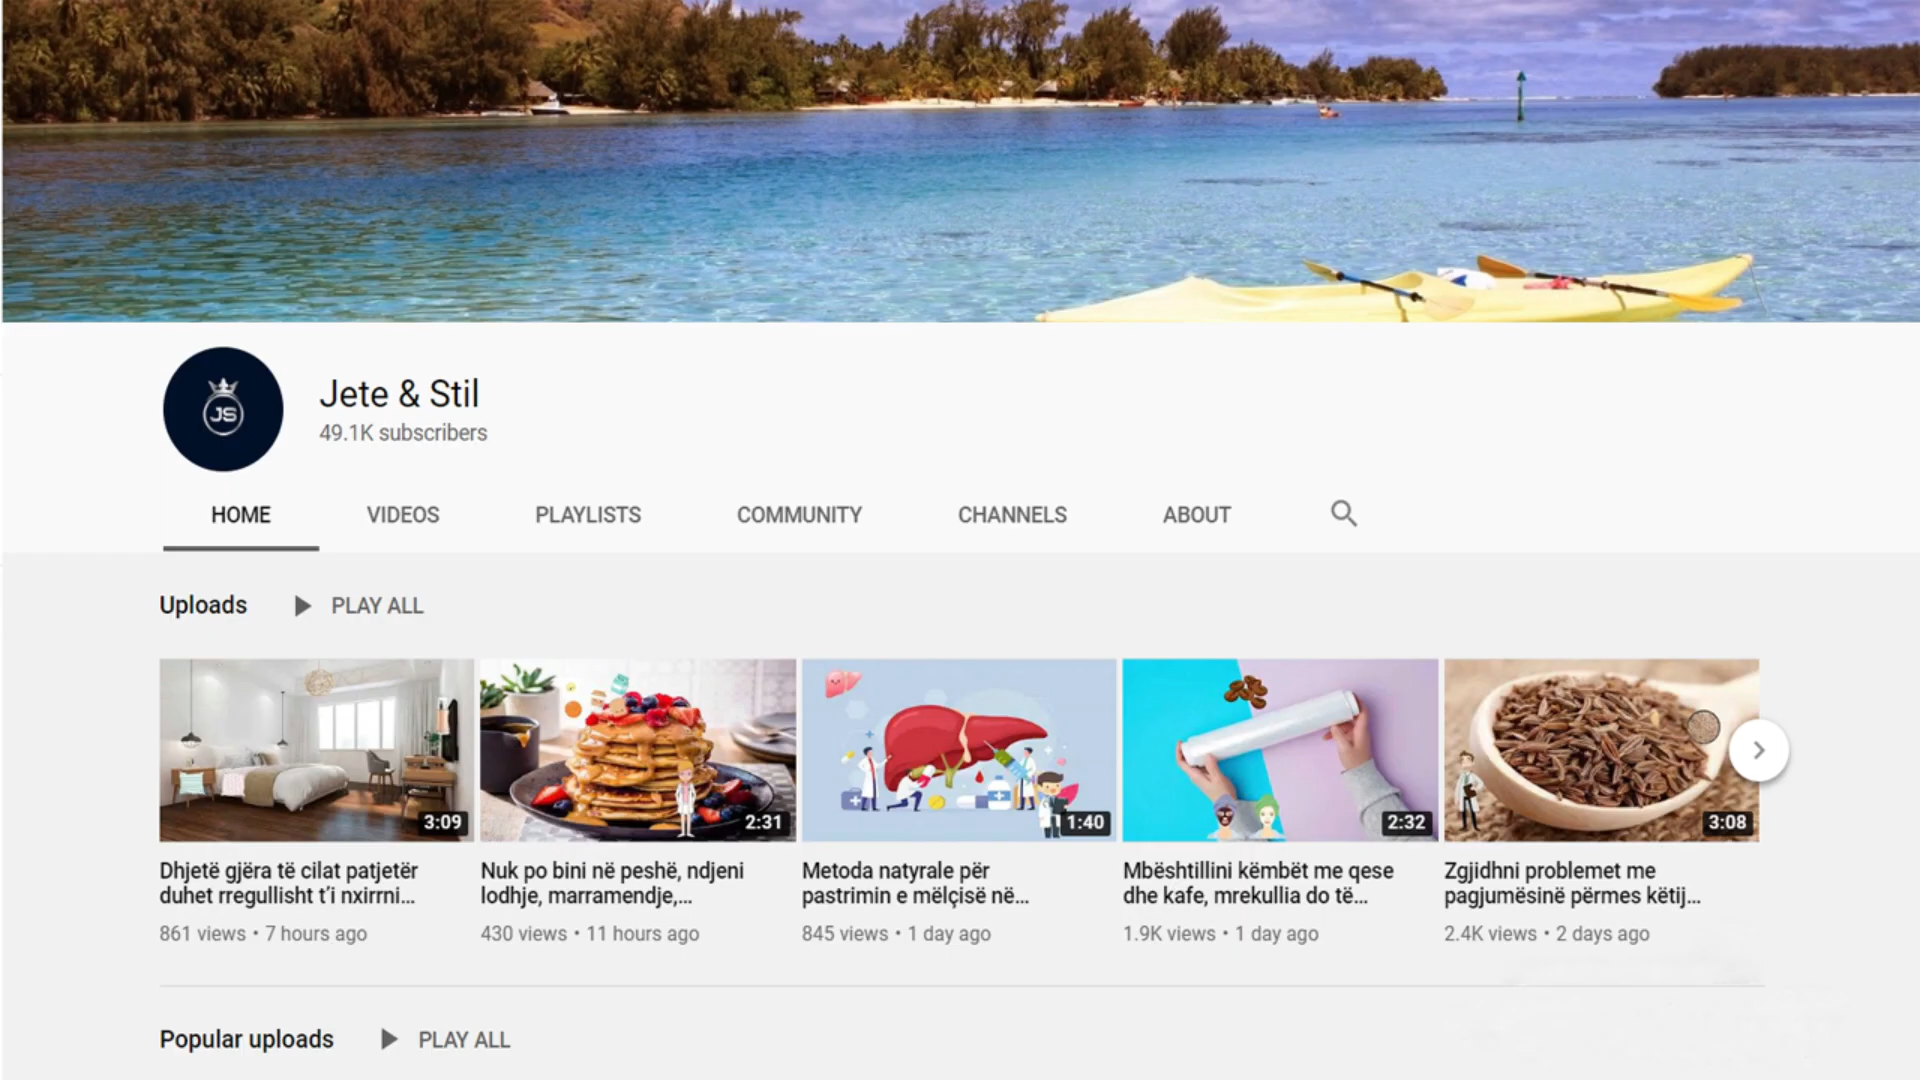 JS
Jete & Stil
49.1K subscribers
HOME VIDEOS PLAYLISTS COMMUNITY CHANNELS ABOUT
Uploads PLAY ALL
3:09
2:31
1:40
2:32
3:08
Dhjetë gjëra të cilat patjetër
duhet rregullisht t’i nxirrni...
861 views • 7 hours ago
Nuk po bini në peshë, ndjeni
lodhje, marramendje,...
430 views • 11 hours ago
Metoda natyrale për
pastrimin e mëlçisë në...
845 views • 1 day ago
Mbështillini këmbët me qese
dhe kafe, mrekullia do të...
1.9K views • 1 day ago
Zgjidhni problemet me
pagjumësinë përmes këtij...
2.4K views • 2 days ago
Popular uploads PLAY ALL